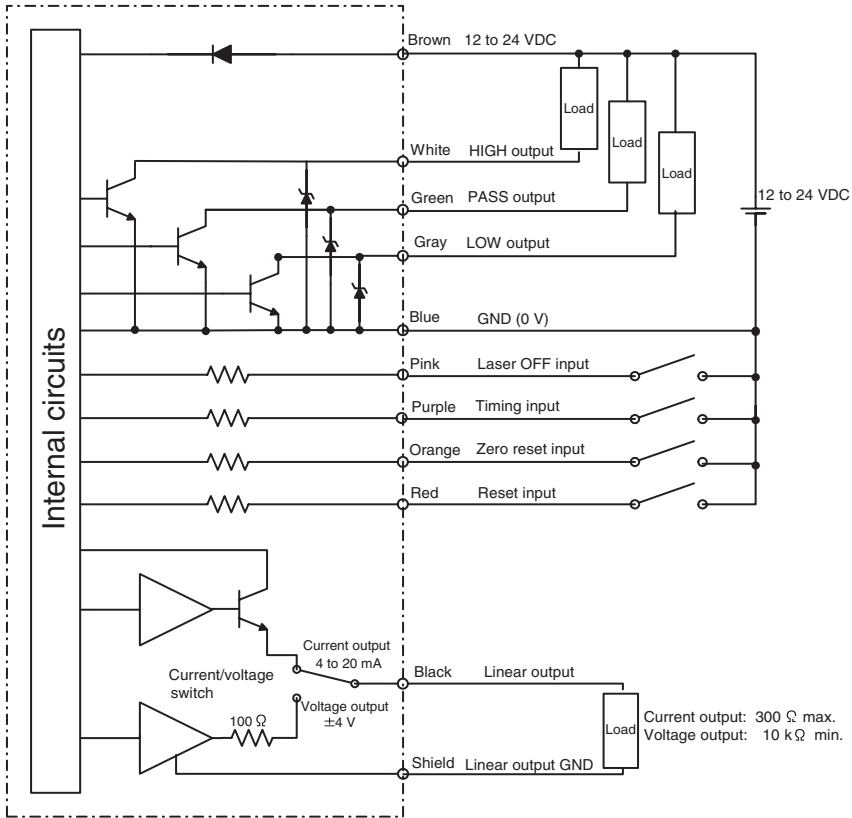 Brown 12 to 24 VDC
Load
Load
Load
White HIGH output
Green PASS output
12 to 24 VDC
Gray LOW output
Blue GND (0 V)
Internal circuits
Pink Laser OFF input
Purple Timing input
Orange Zero reset input
Red Reset input
Current output
4 to 20 mA
Current/voltage
switch
Black Linear output
Voltage output
±4 V
100 Ω
Load
Current output: 300 Ω max.
Voltage output: 10 kΩ min.
Shield Linear output GND